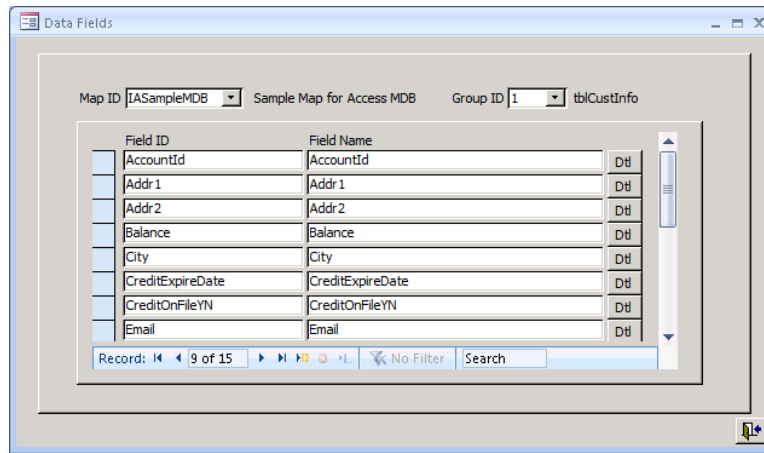 Data Fields
Map ID IASampleMDB Sample Map for Access MDB Group ID 1 tblCustInfo
Field ID Field Name
AccountId AccountId Dtl
Addr1 Addr1 Dtl
Addr2 Addr2 Dtl
Balance Balance Dtl
City City Dtl
CreditExpireDate CreditExpireDate Dtl
CreditOnFileYN CreditOnFileYN Dtl
Email Email Dtl
Record: 9 of 15 No Filter Search